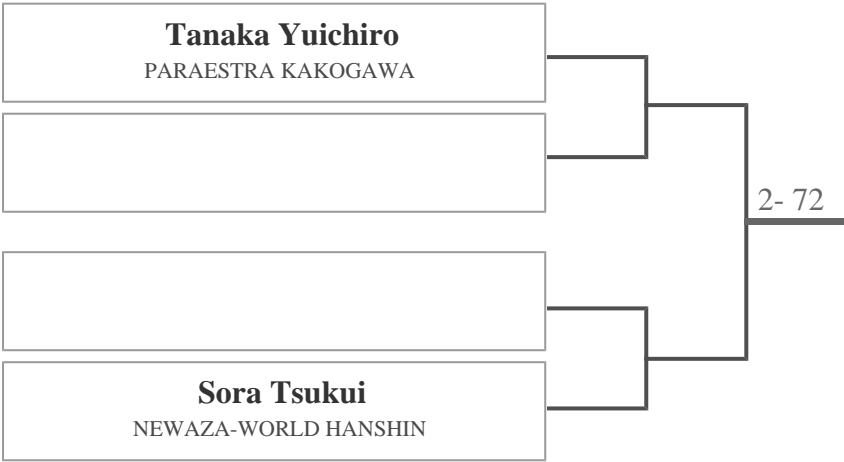 Tanaka Yuichiro
PARAESTRA KAKOGAWA
2- 72
Sora Tsukui
NEWAZA-WORLD HANSHIN